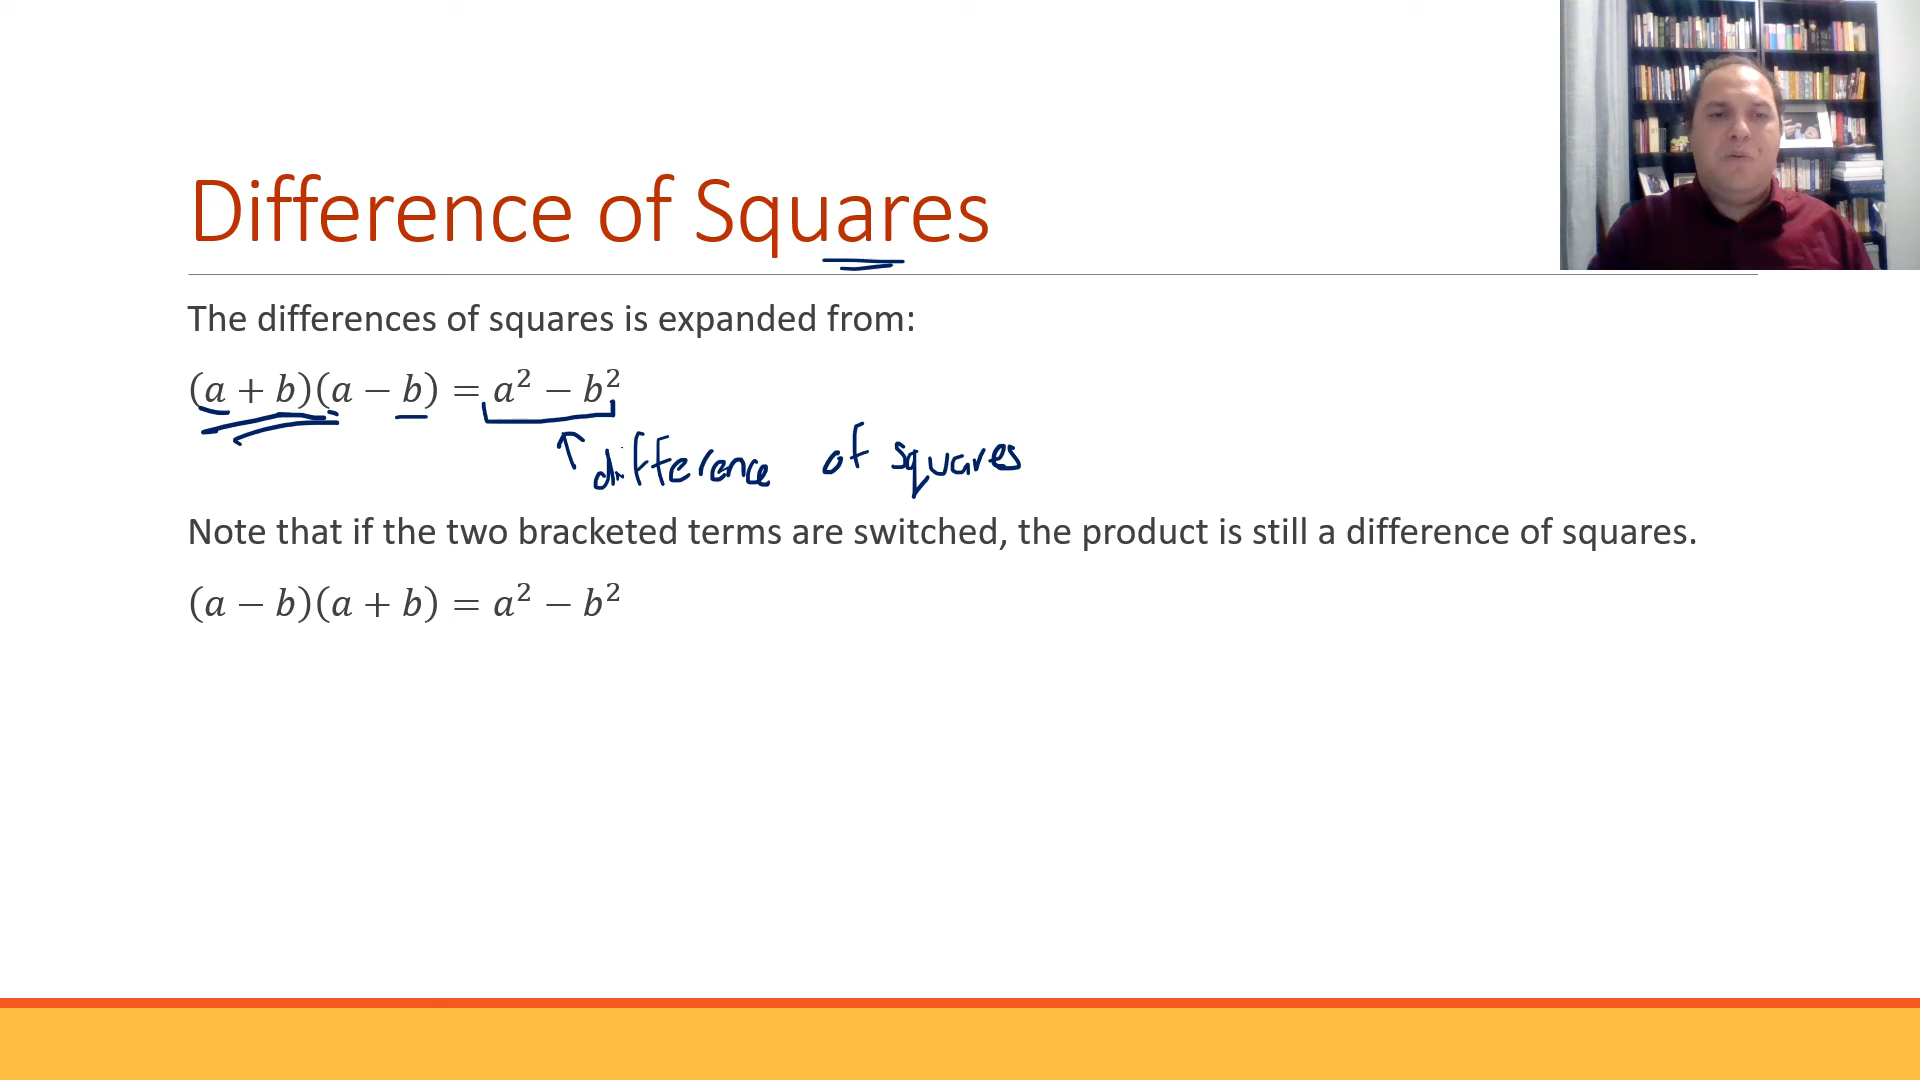 Difference of Squares
The differences of squares is expanded from:
(a + b)(a − b) = a² − b²
↑ difference of squares
Note that if the two bracketed terms are switched, the product is still a difference of squares.
(a − b)(a + b) = a² − b²